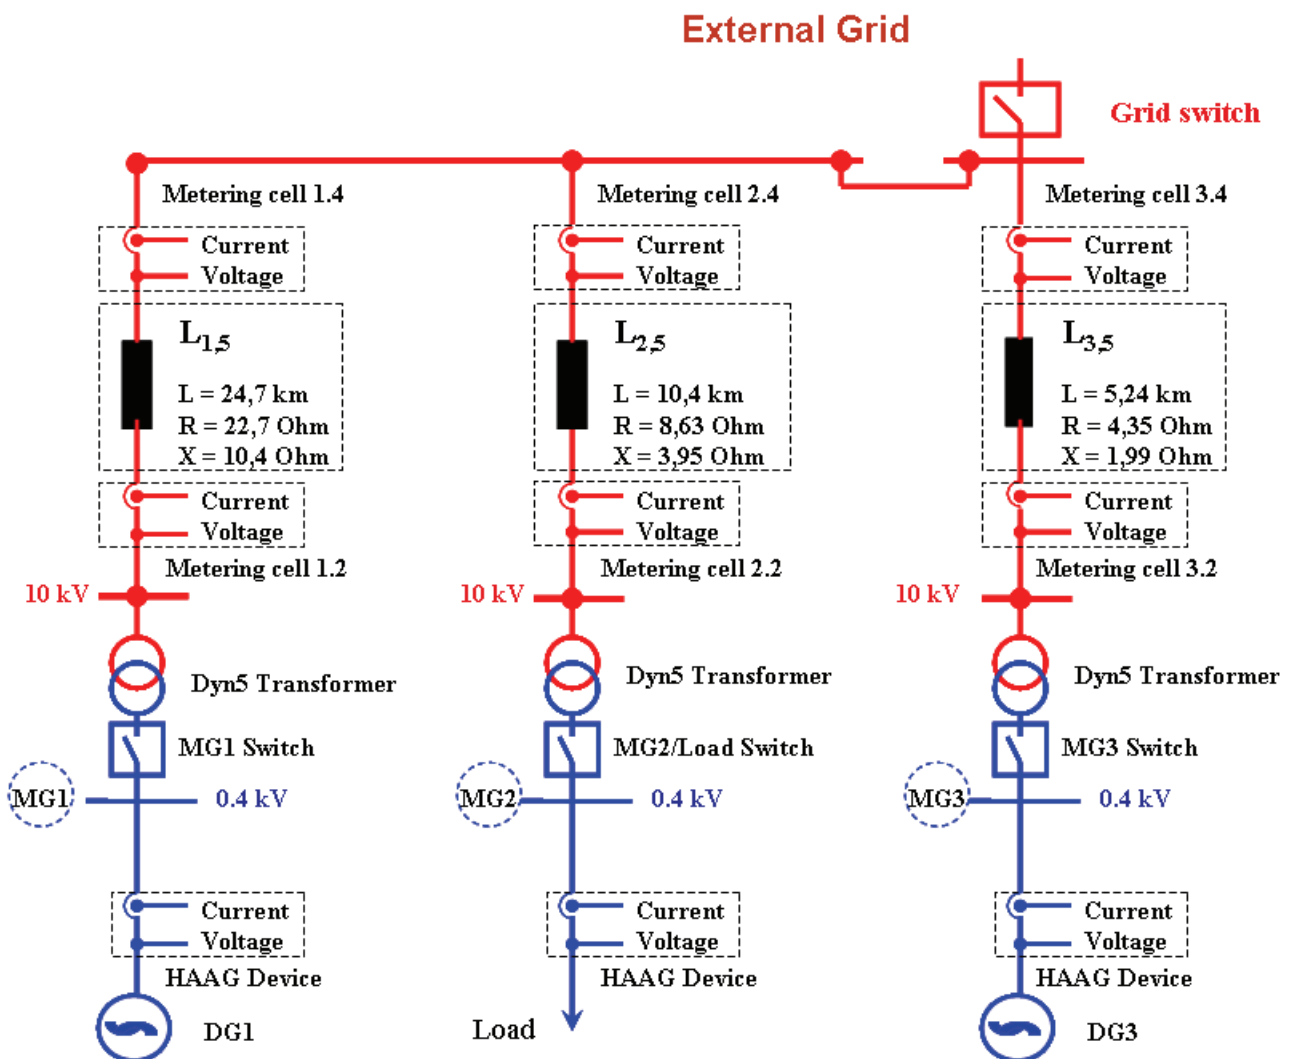 External Grid
Grid switch
Metering cell 1.4
Metering cell 2.4
Metering cell 3.4
Current
Voltage
Current
Voltage
Current
Voltage
L1,5
L = 24,7 km
R = 22,7 Ohm
X = 10,4 Ohm
L2,5
L = 10,4 km
R = 8,63 Ohm
X = 3,95 Ohm
L3,5
L = 5,24 km
R = 4,35 Ohm
X = 1,99 Ohm
Current
Voltage
Current
Voltage
Current
Voltage
Metering cell 1.2
Metering cell 2.2
Metering cell 3.2
10 kV
10 kV
10 kV
Dyn5 Transformer
Dyn5 Transformer
Dyn5 Transformer
MG1 Switch
MG2/Load Switch
MG3 Switch
MG1
0.4 kV
MG2
0.4 kV
MG3
0.4 kV
Current
Voltage
Current
Voltage
Current
Voltage
HAAG Device
HAAG Device
HAAG Device
DG1
Load
DG3